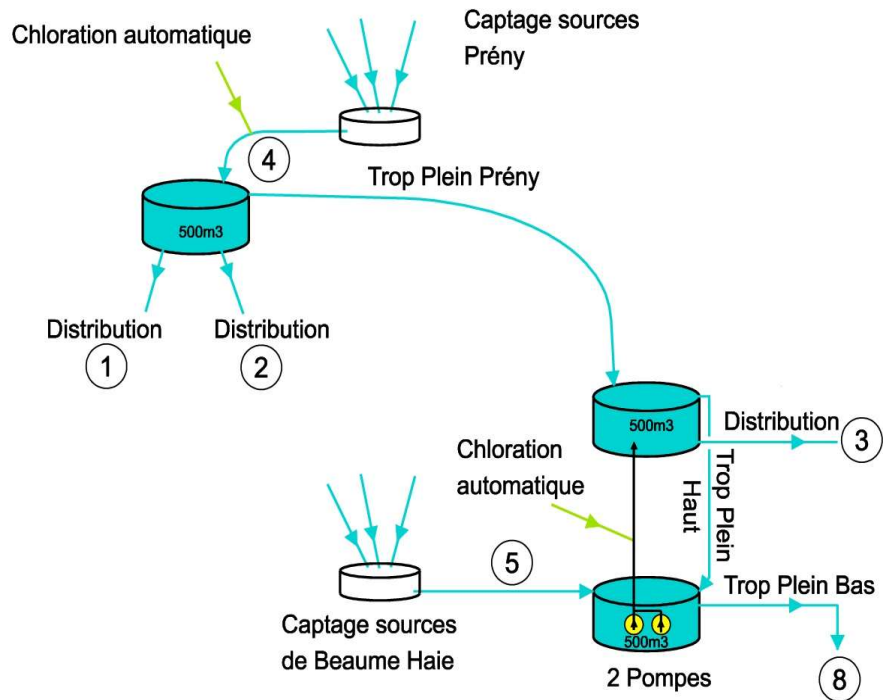 Captage sources
Prény
Chloration automatique
4
Trop Plein Prény
500m3
Distribution
1
Distribution
2
500m3
Distribution
3
Trop Plein
Haut
Chloration
automatique
5
Captage sources
de Beaume Haie
500m3
2 Pompes
Trop Plein Bas
8